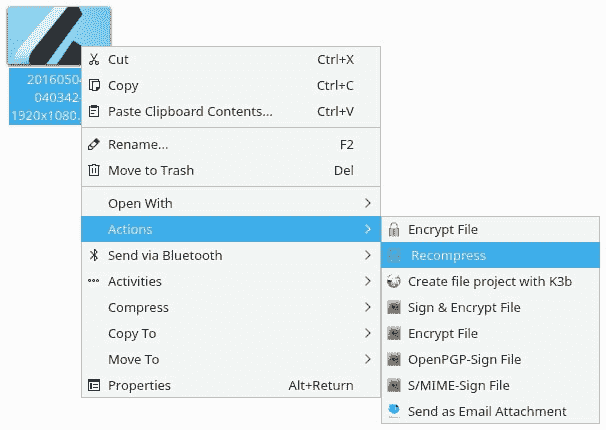 20160504
040342
1920x1080.
Cut Ctrl+X
Copy Ctrl+C
Paste Clipboard Contents... Ctrl+V
Rename... F2
Move to Trash Del
Open With
Actions
Send via Bluetooth
Activities
Compress
Copy To
Move To
Properties Alt+Return
Encrypt File
Recompress
Create file project with K3b
Sign & Encrypt File
Encrypt File
OpenPGP-Sign File
S/MIME-Sign File
Send as Email Attachment